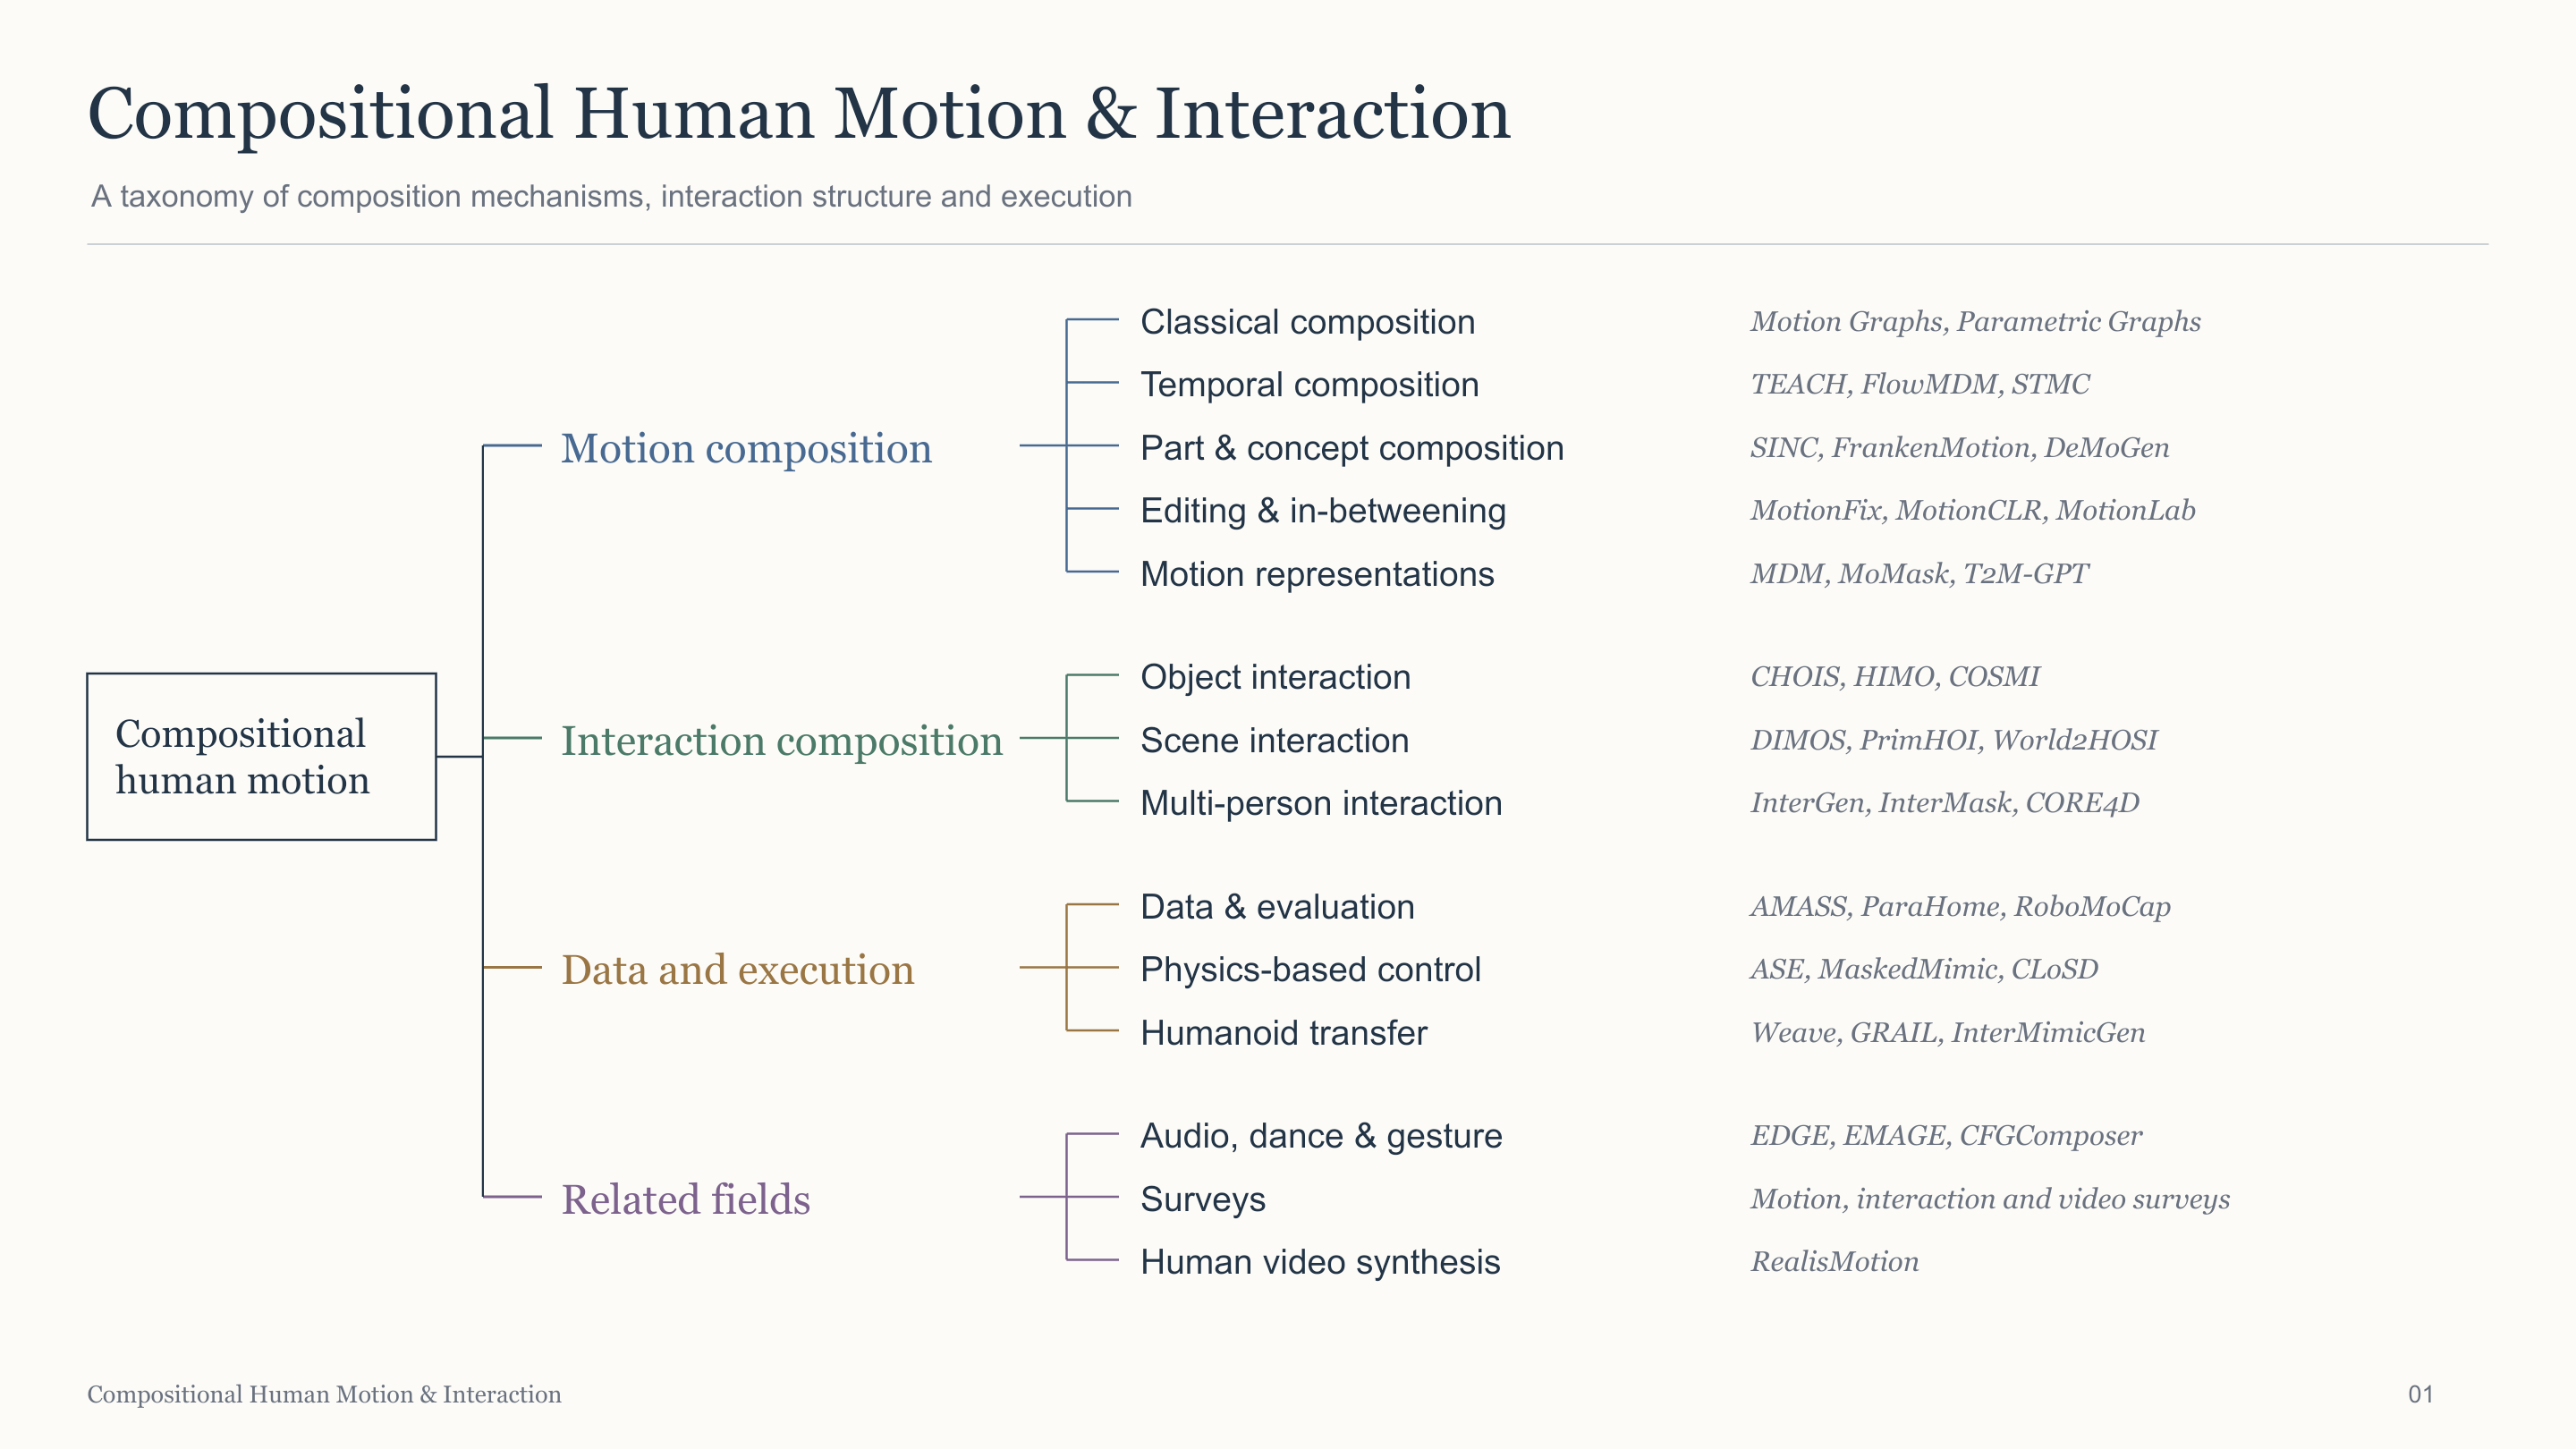 Compositional Human Motion & Interaction
A taxonomy of composition mechanisms, interaction structure and execution
Compositional
human motion
Motion composition
Classical composition
Motion Graphs, Parametric Graphs
Temporal composition
TEACH, FlowMDM, STMC
Part & concept composition
SINC, FrankenMotion, DeMoGen
Editing & in-betweening
MotionFix, MotionCLR, MotionLab
Motion representations
MDM, MoMask, T2M-GPT
Interaction composition
Object interaction
CHOIS, HIMO, COSMI
Scene interaction
DIMOS, PrimHOI, World2HOSI
Multi-person interaction
InterGen, InterMask, CORE4D
Data and execution
Data & evaluation
AMASS, ParaHome, RoboMoCap
Physics-based control
ASE, MaskedMimic, CLoSD
Humanoid transfer
Weave, GRAIL, InterMimicGen
Related fields
Audio, dance & gesture
EDGE, EMAGE, CFGComposer
Surveys
Motion, interaction and video surveys
Human video synthesis
RealisMotion
Compositional Human Motion & Interaction
01